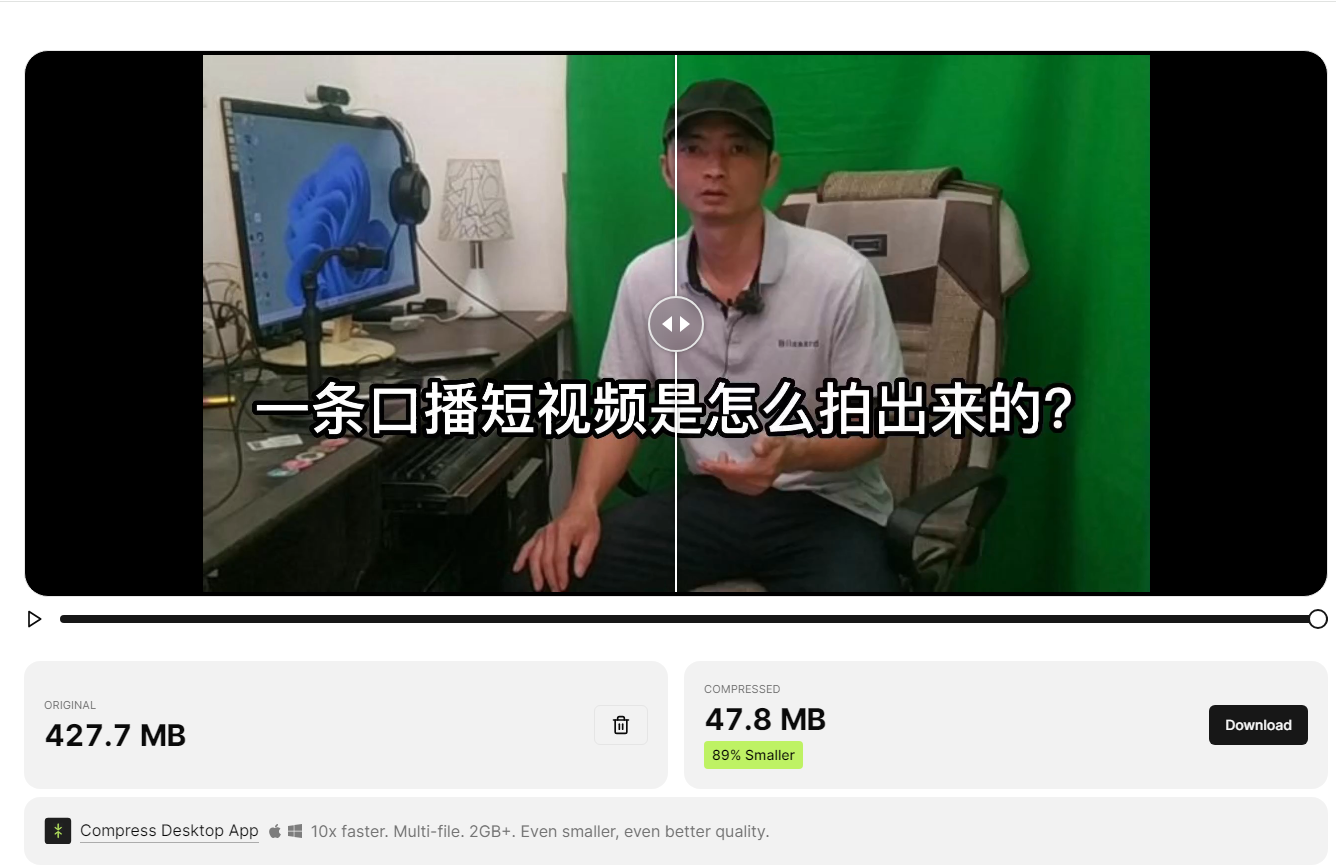 Blizzard
一条口播短视频是怎么拍出来的?
ORIGINAL
427.7 MB
COMPRESSED
47.8 MB
89% Smaller
Download
Compress Desktop App 10x faster. Multi-file. 2GB+. Even smaller, even better quality.